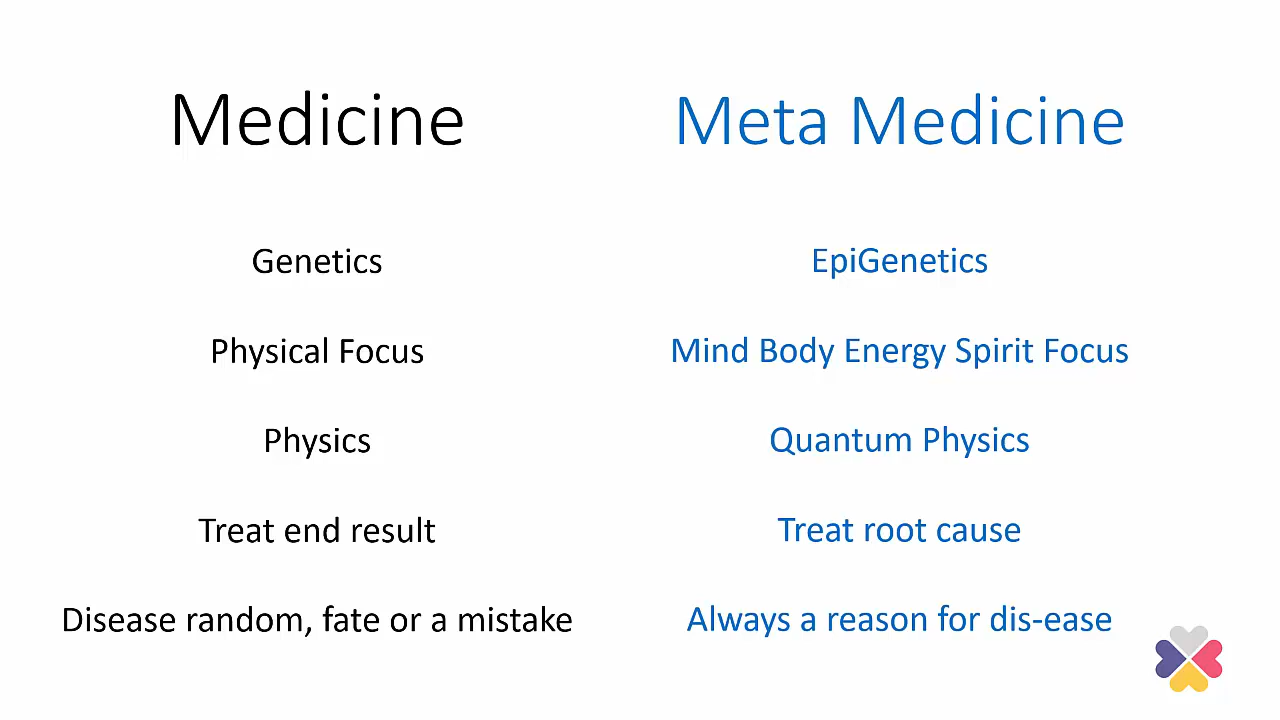 Medicine
Meta Medicine
Genetics
EpiGenetics
Physical Focus
Mind Body Energy Spirit Focus
Physics
Quantum Physics
Treat end result
Treat root cause
Disease random, fate or a mistake
Always a reason for dis-ease